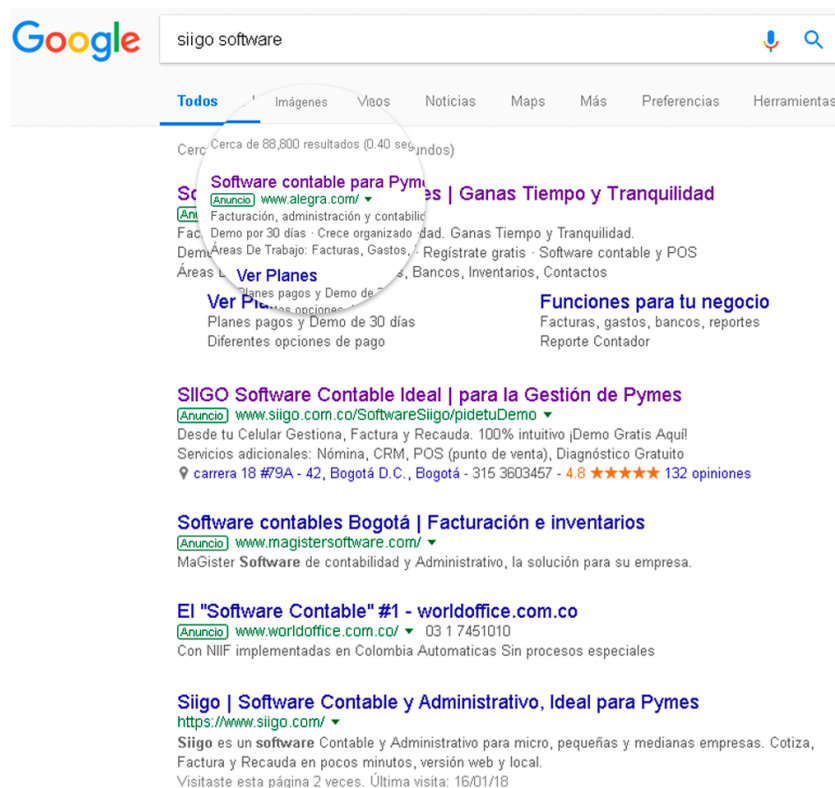 Google
siigo software
Todos Imágenes Videos Noticias Maps Más Preferencias Herramientas
Cerca de 88,800 resultados (0.40 segundos)
Software contable para Pymes | Ganas Tiempo y Tranquilidad
Anuncio www.alegra.com/
Facturación, administración y contabilidad. Ganas Tiempo y Tranquilidad.
Demo por 30 días · Crece organizado · Regístrate gratis · Software contable y POS
Áreas De Trabajo: Facturas, Gastos, Bancos, Inventarios, Contactos
Ver Planes Funciones para tu negocio
Planes pagos y Demo de 30 días Facturas, gastos, bancos, reportes
Diferentes opciones de pago Reporte Contador
SIIGO Software Contable Ideal | para la Gestión de Pymes
Anuncio www.siigo.com.co/SoftwareSiigo/pidetuDemo
Desde tu Celular Gestiona, Factura y Recauda. 100% intuitivo ¡Demo Gratis Aquí!
Servicios adicionales: Nómina, CRM, POS (punto de venta), Diagnóstico Gratuito
carrera 18 #79A - 42, Bogotá D.C., Bogotá - 315 3603457 - 4.8 ★★★★★ 132 opiniones
Software contables Bogotá | Facturación e inventarios
Anuncio www.magistersoftware.com/
MaGister Software de contabilidad y Administrativo, la solución para su empresa.
El "Software Contable" #1 - worldoffice.com.co
Anuncio www.worldoffice.com.co/ 03 1 7451010
Con NIIF implementadas en Colombia Automaticas Sin procesos especiales
Siigo | Software Contable y Administrativo, Ideal para Pymes
https://www.siigo.com/
Siigo es un software Contable y Administrativo para micro, pequeñas y medianas empresas. Cotiza,
Factura y Recauda en pocos minutos, versión web y local.
Visitaste esta página 2 veces. Última visita: 16/01/18